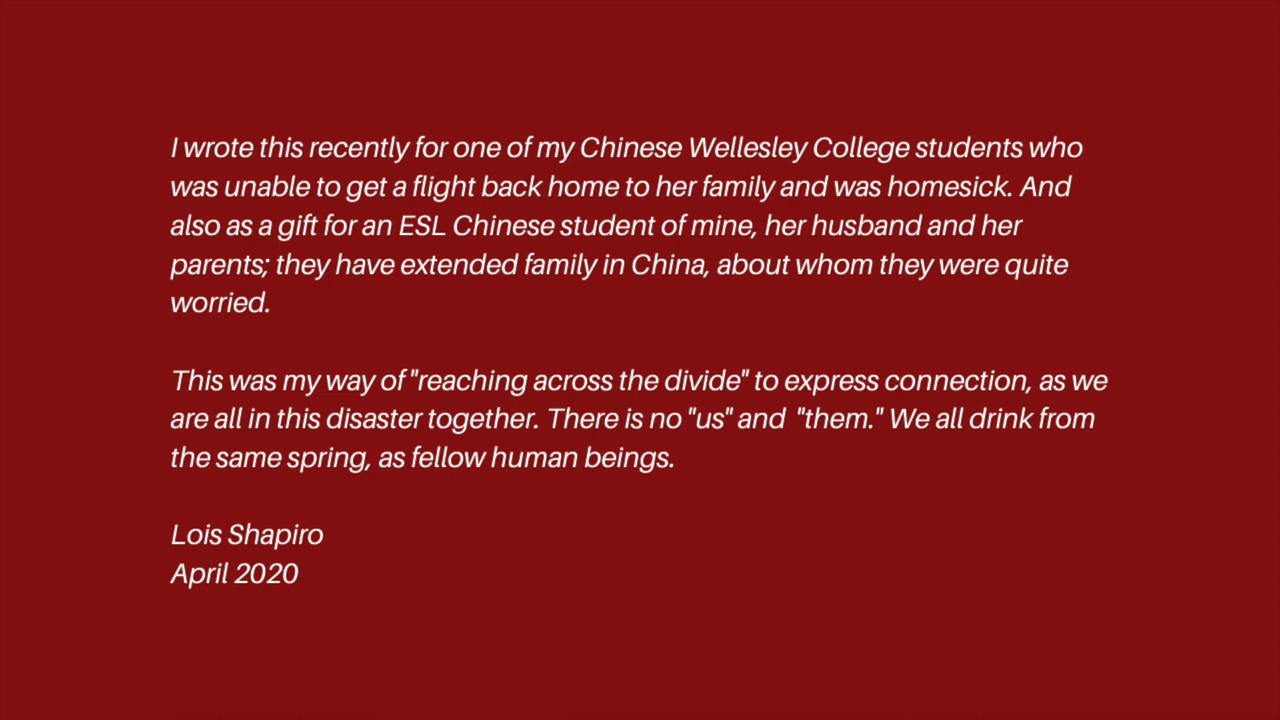 I wrote this recently for one of my Chinese Wellesley College students who
was unable to get a flight back home to her family and was homesick. And
also as a gift for an ESL Chinese student of mine, her husband and her
parents; they have extended family in China, about whom they were quite
worried.
This was my way of "reaching across the divide" to express connection, as we
are all in this disaster together. There is no "us" and "them." We all drink from
the same spring, as fellow human beings.
Lois Shapiro
April 2020